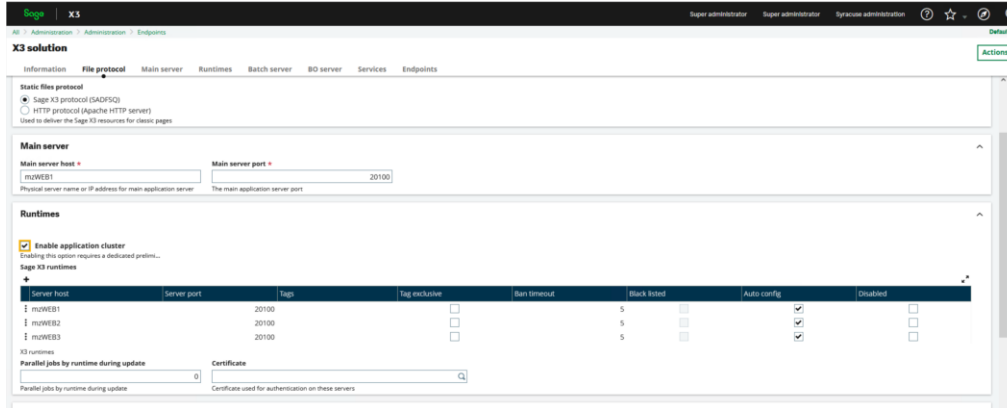 Sage X3 Super administrator Super administrator Syracuse administration
All > Administration > Administration > Endpoints Defaul
X3 solution
Actions
Information File protocol Main server Runtimes Batch server BO server Services Endpoints
Static files protocol
Sage X3 protocol (SADFSQ)
HTTP protocol (Apache HTTP server)
Used to deliver the Sage X3 resources for classic pages
Main server
Main server host * Main server port *
mzWEB1 20100
Physical server name or IP address for main application server The main application server port
Runtimes
Enable application cluster
Enabling this option requires a dedicated prelimi...
Sage X3 runtimes
+
Server host Server port Tags Tag exclusive Ban timeout Black listed Auto config Disabled
mzWEB1 20100 5
mzWEB2 20100 5
mzWEB3 20100 5
X3 runtimes
Parallel jobs by runtime during update Certificate
0
Parallel jobs by runtime during update Certificate used for authentication on these servers